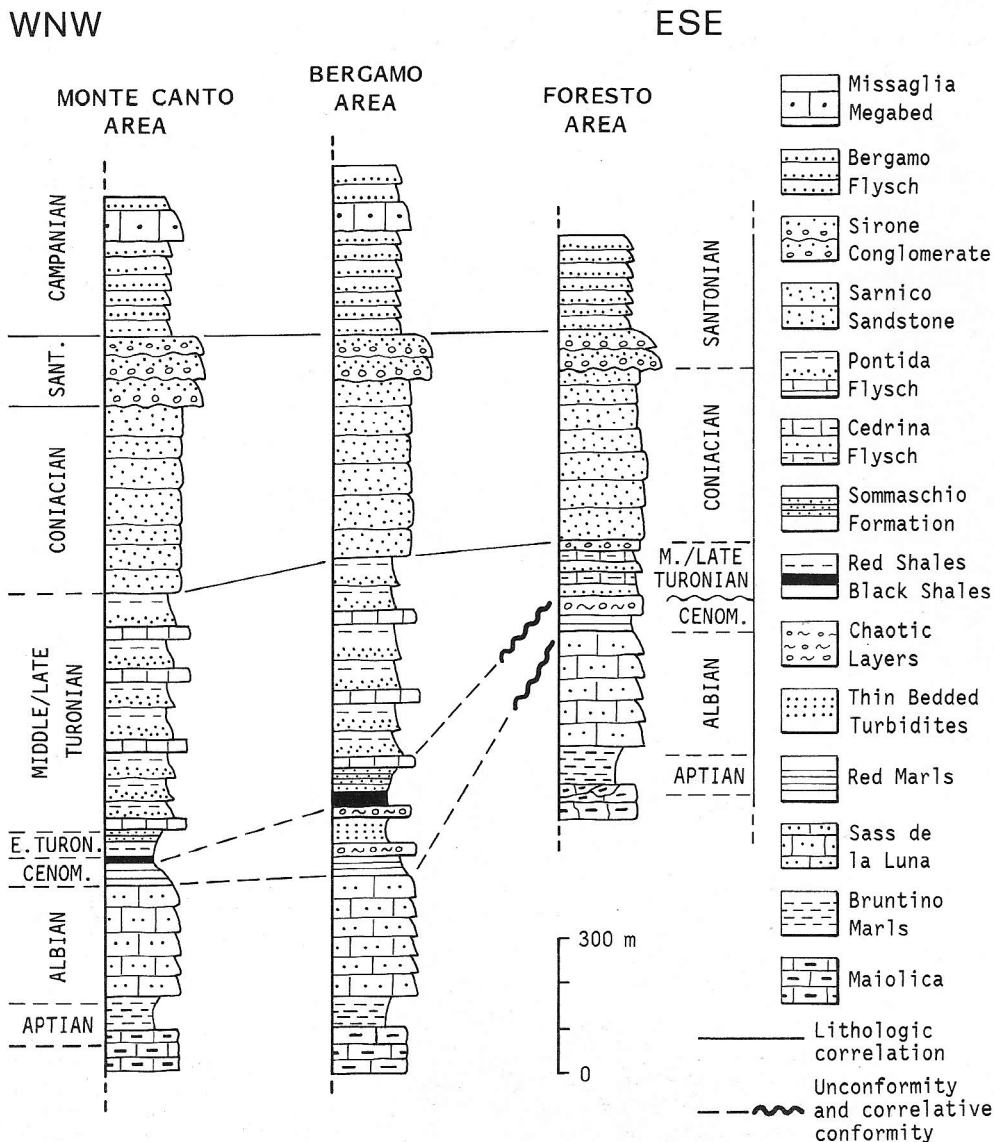 WNW
ESE
MONTE CANTO
AREA
BERGAMO
AREA
FORESTO
AREA
CAMPANIAN
SANT.
CONIACIAN
MIDDLE/LATE
TURONIAN
E.TURON.
CENOM.
ALBIAN
APTIAN
SANTONIAN
CONIACIAN
M./LATE
TURONIAN
CENOM.
ALBIAN
APTIAN
300 m
0
Missaglia
Megabed
Bergamo
Flysch
Sirone
Conglomerate
Sarnico
Sandstone
Pontida
Flysch
Cedrina
Flysch
Sommaschio
Formation
Red Shales
Black Shales
Chaotic
Layers
Thin Bedded
Turbidites
Red Marls
Sass de
la Luna
Bruntino
Marls
Maiolica
Lithologic
correlation
Unconformity
and correlative
conformity